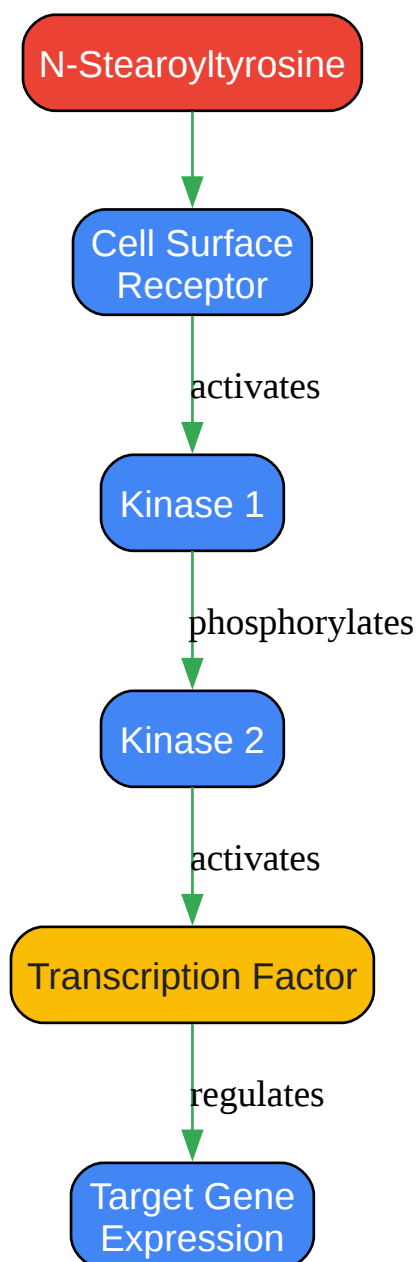 N-Stearoyltyrosine
Cell Surface
Receptor
activates
Kinase 1
phosphorylates
Kinase 2
activates
Transcription Factor
regulates
Target Gene
Expression